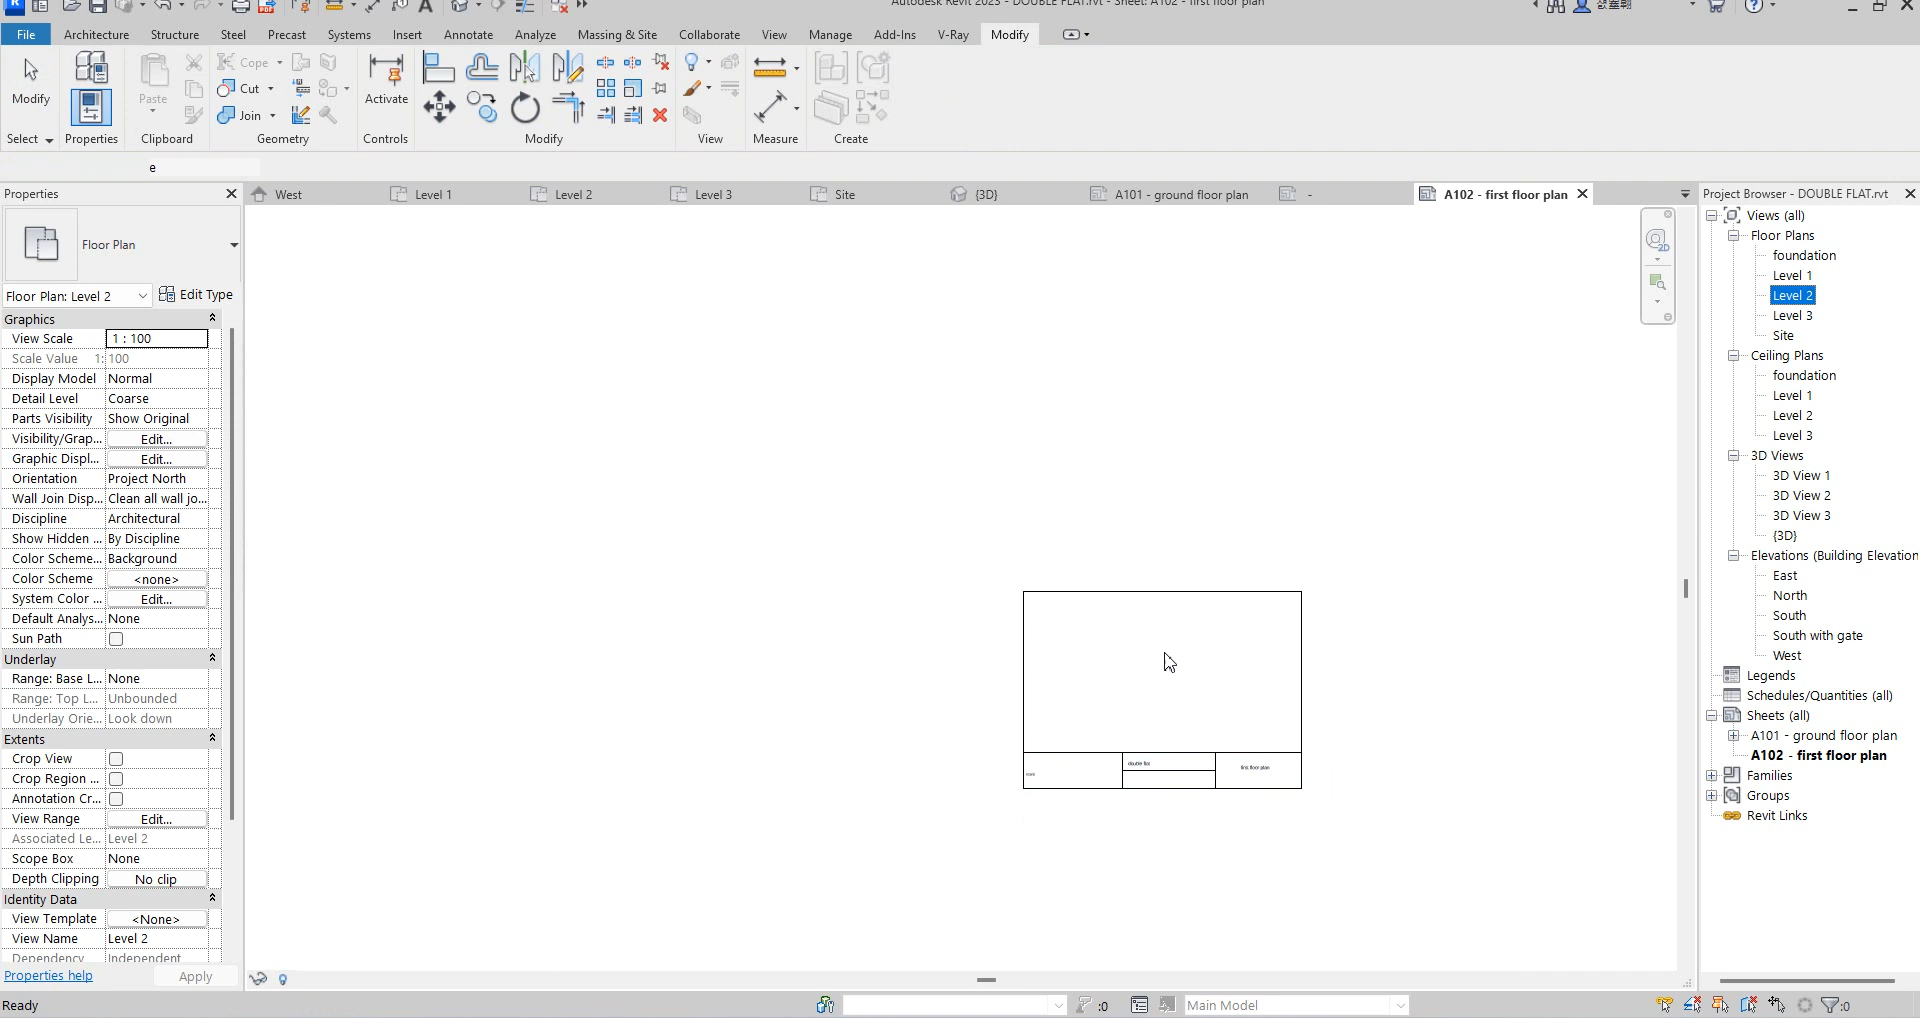 Autodesk Revit 2023 - DOUBLE FLAT.rvt - Sheet: A102 - first floor plan
File Architecture Structure Steel Precast Systems Insert Annotate Analyze Massing & Site Collaborate View Manage Add-Ins V-Ray Modify
Modify
Paste
Cope
Cut
Join
Activate
Select Properties Clipboard Geometry Controls Modify View Measure Create
e
Properties
West Level 1 Level 2 Level 3 Site {3D} A101 - ground floor plan - A102 - first floor plan
Floor Plan
Floor Plan: Level 2 Edit Type
Graphics
View Scale 1 : 100
Scale Value 1: 100
Display Model Normal
Detail Level Coarse
Parts Visibility Show Original
Visibility/Grap... Edit...
Graphic Displ... Edit...
Orientation Project North
Wall Join Disp... Clean all wall jo...
Discipline Architectural
Show Hidden ... By Discipline
Color Scheme... Background
Color Scheme <none>
System Color ... Edit...
Default Analys... None
Sun Path
Underlay
Range: Base L... None
Range: Top L... Unbounded
Underlay Orie... Look down
Extents
Crop View
Crop Region ...
Annotation Cr...
View Range Edit...
Associated Le... Level 2
Scope Box None
Depth Clipping No clip
Identity Data
View Template <None>
View Name Level 2
Dependency Independent
Properties help Apply
double flat
first floor plan
2D
Project Browser - DOUBLE FLAT.rvt
Views (all)
Floor Plans
foundation
Level 1
Level 2
Level 3
Site
Ceiling Plans
foundation
Level 1
Level 2
Level 3
3D Views
3D View 1
3D View 2
3D View 3
{3D}
Elevations (Building Elevation
East
North
South
South with gate
West
Legends
Schedules/Quantities (all)
Sheets (all)
A101 - ground floor plan
A102 - first floor plan
Families
Groups
Revit Links
Ready :0 Main Model :0